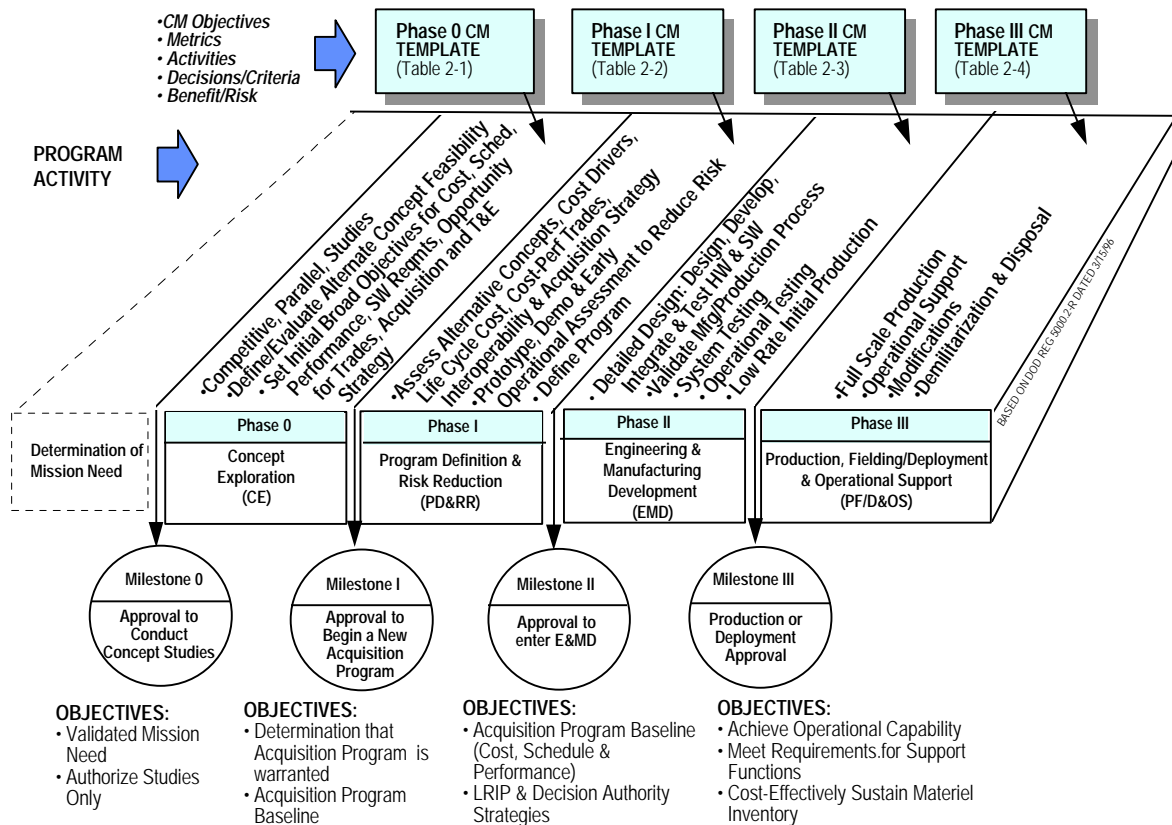 •CM Objectives
• Metrics
• Activities
• Decisions/Criteria
• Benefit/Risk
Phase 0 CM
TEMPLATE
(Table 2-1)
Phase I CM
TEMPLATE
(Table 2-2)
Phase II CM
TEMPLATE
(Table 2-3)
Phase III CM
TEMPLATE
(Table 2-4)
PROGRAM
ACTIVITY
•Competitive, Parallel, Studies
•Define/Evaluate Alternate Concept Feasibility
• Set Initial Broad Objectives for Cost, Sched,
Performance, SW Reqmts, Opportunity
for Trades, Acquisition and T&E
Strategy
•Assess Alternative Concepts, Cost Drivers,
Life Cycle Cost, Cost-Perf Trades,
Interoperability & Acquisition Strategy
• Prototype, Demo & Early
Operational Assessment to Reduce Risk
• Define Program
• Detailed Design: Design, Develop,
Integrate & Test HW & SW
•Validate Mfg/Production Process
• System Testing
• Operational Testing
• Low Rate Initial Production
•Full Scale Production
•Operational Support
•Modifications
•Demilitarization & Disposal
BASED ON DOD REG 5000.2-R DATED 3/15/96
Determination of
Mission Need
Phase 0
Concept
Exploration
(CE)
Phase I
Program Definition &
Risk Reduction
(PD&RR)
Phase II
Engineering &
Manufacturing
Development
(EMD)
Phase III
Production, Fielding/Deployment
& Operational Support
(PF/D&OS)
Milestone 0
Approval to
Conduct
Concept Studies
Milestone I
Approval to
Begin a New
Acquisition
Program
Milestone II
Approval to
enter E&MD
Milestone III
Production or
Deployment
Approval
OBJECTIVES:
• Validated Mission
Need
• Authorize Studies
Only
OBJECTIVES:
• Determination that
Acquisition Program is
warranted
• Acquisition Program
Baseline
OBJECTIVES:
• Acquisition Program Baseline
(Cost, Schedule &
Performance)
• LRIP & Decision Authority
Strategies
OBJECTIVES:
• Achieve Operational Capability
• Meet Requirements.for Support
Functions
• Cost-Effectively Sustain Materiel
Inventory